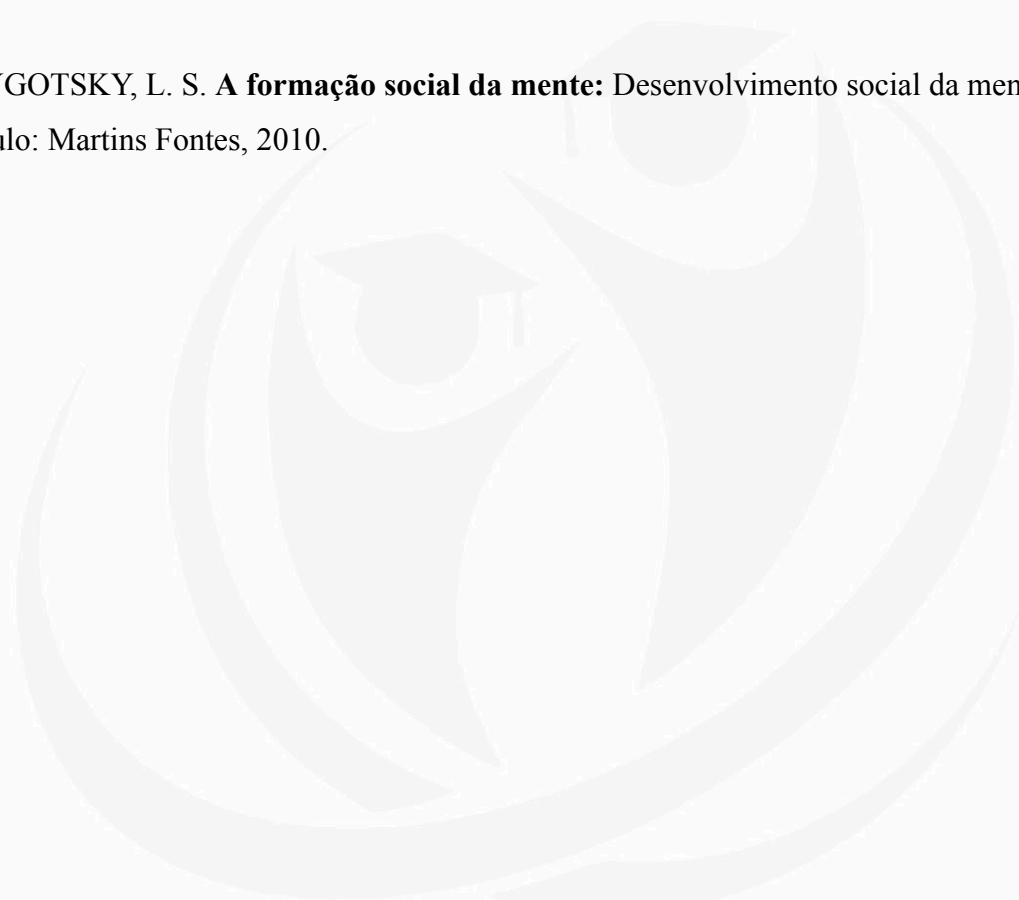 YGOTSKY, L. S. A formação social da mente: Desenvolvimento social da men
ulo: Martins Fontes, 2010.